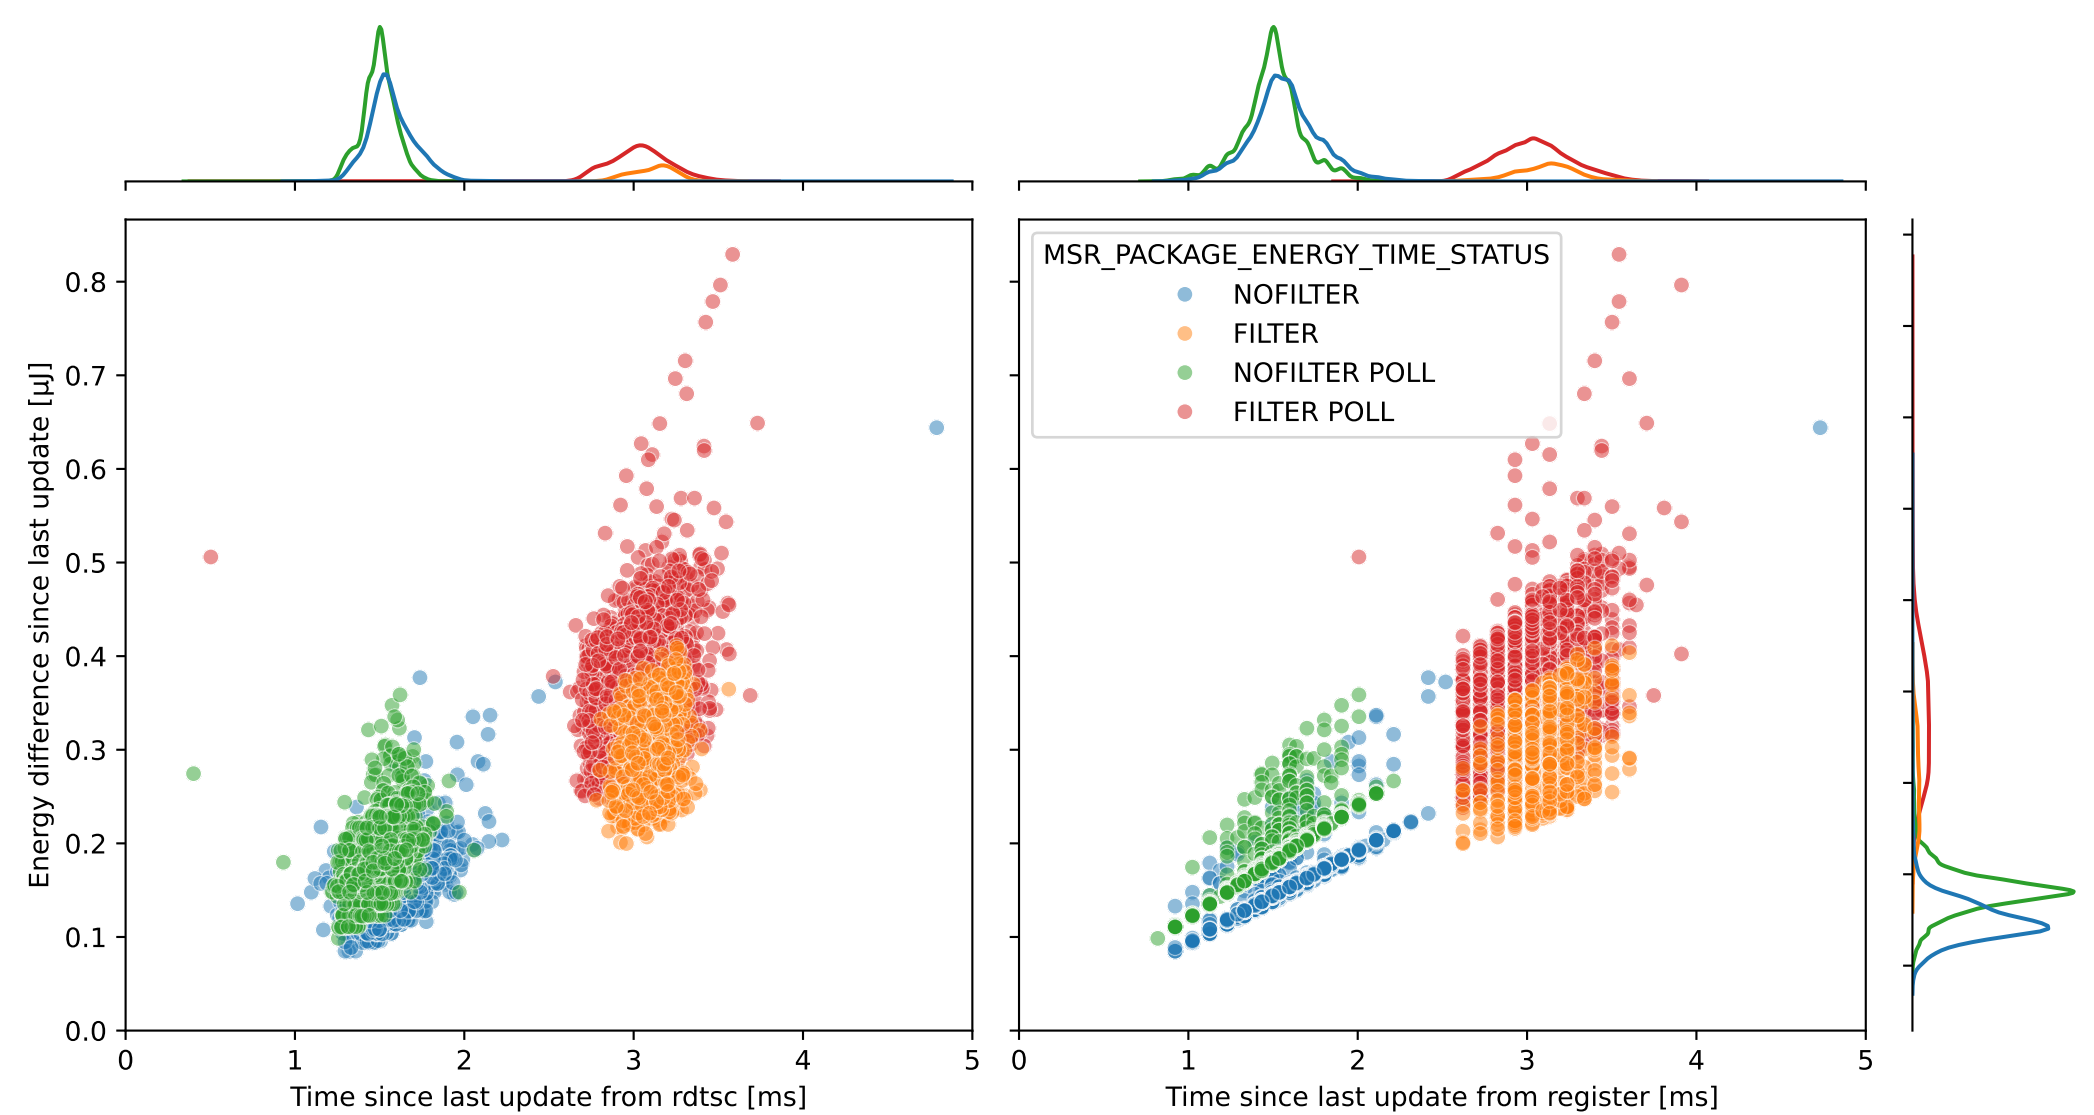 MSR_PACKAGE_ENERGY_TIME_STATUS
NOFILTER
FILTER
NOFILTER POLL
FILTER POLL
Energy difference since last update [µJ]
0.8
0.7
0.6
0.5
0.4
0.3
0.2
0.1
0.0
0 1 2 3 4 5
0 1 2 3 4 5
Time since last update from rdtsc [ms]
Time since last update from register [ms]